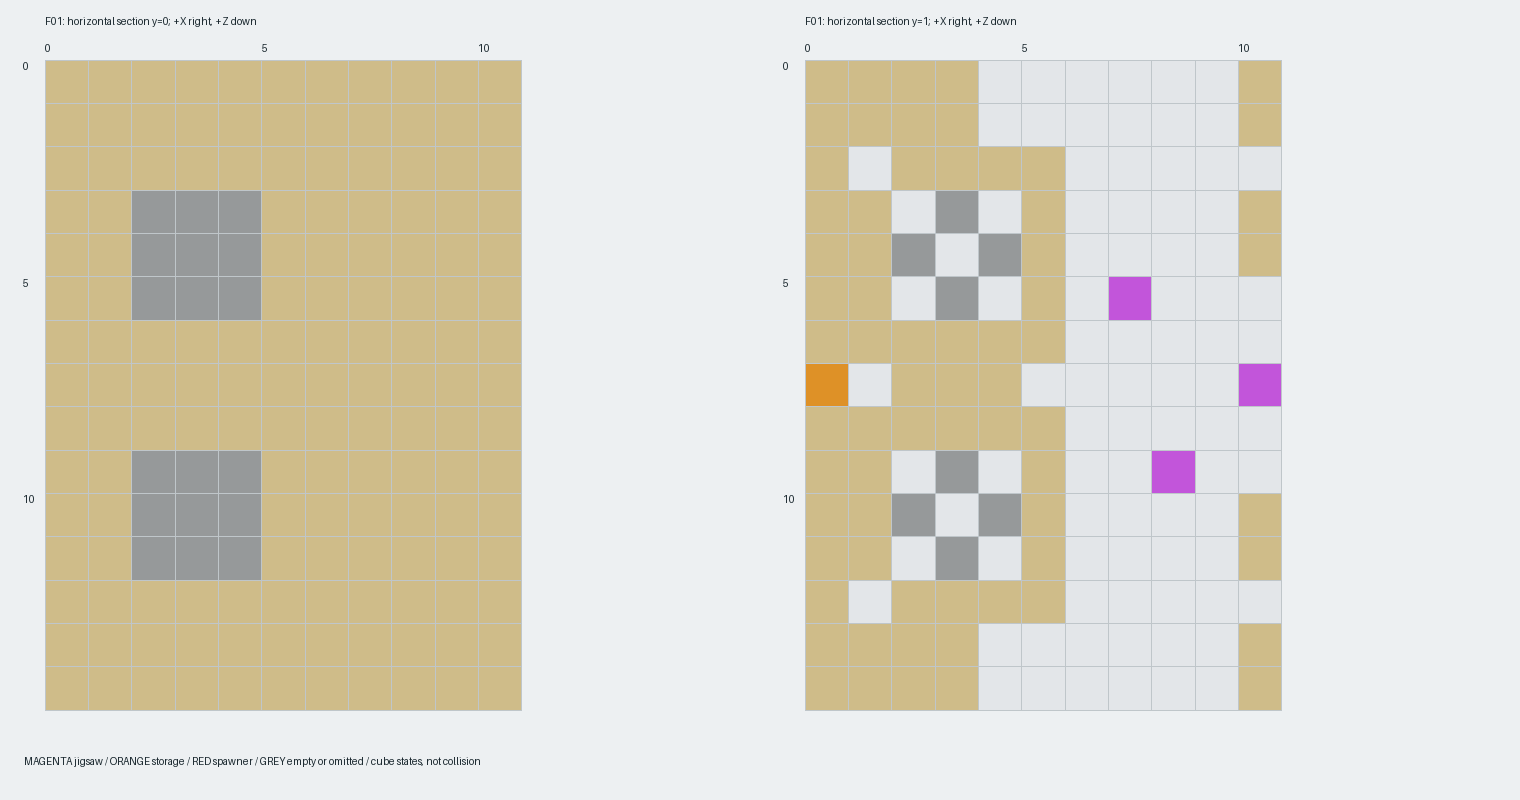 F01: horizontal section y=0; +X right, +Z down
F01: horizontal section y=1; +X right, +Z down
0 5 10
0 5 10
0
0
5
5
10
10
MAGENTA jigsaw / ORANGE storage / RED spawner / GREY empty or omitted / cube states, not collision